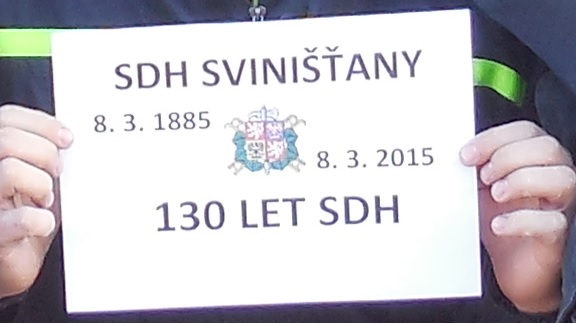 SDH SVINIŠŤANY
8. 3. 1885
8. 3. 2015
130 LET SDH